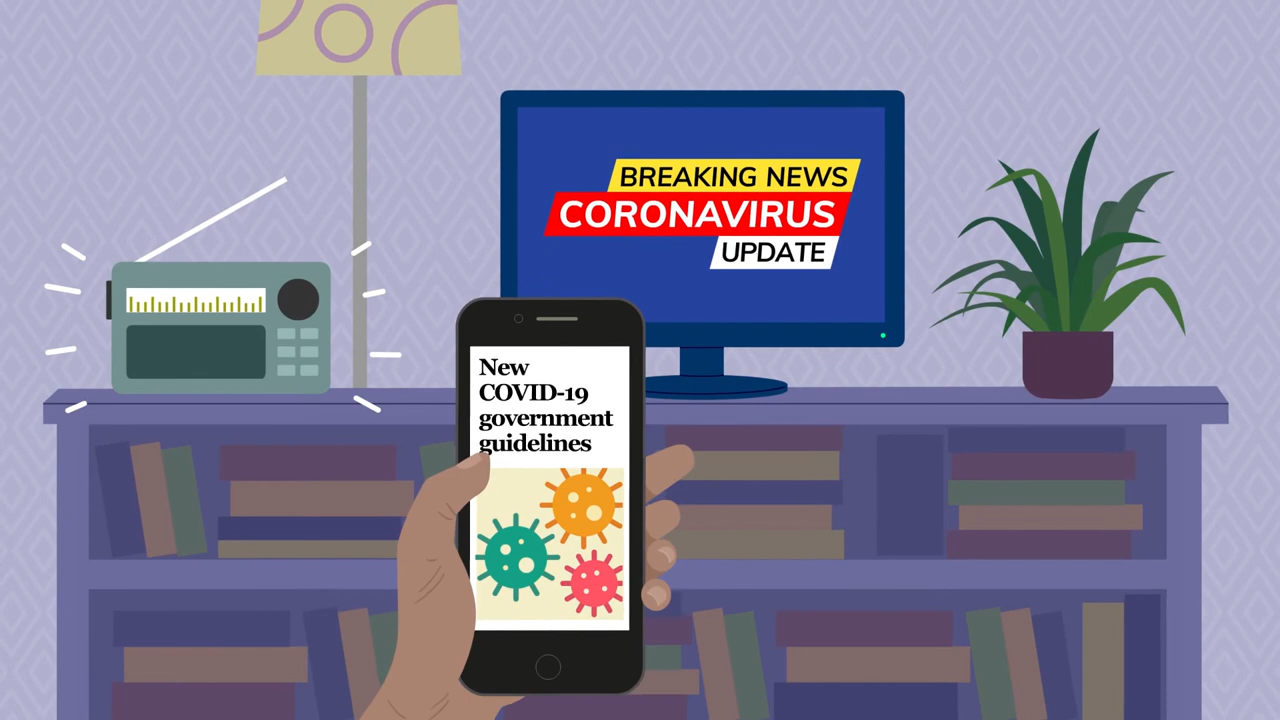 BREAKING NEWS
CORONAVIRUS
UPDATE
New
COVID-19
government
guidelines